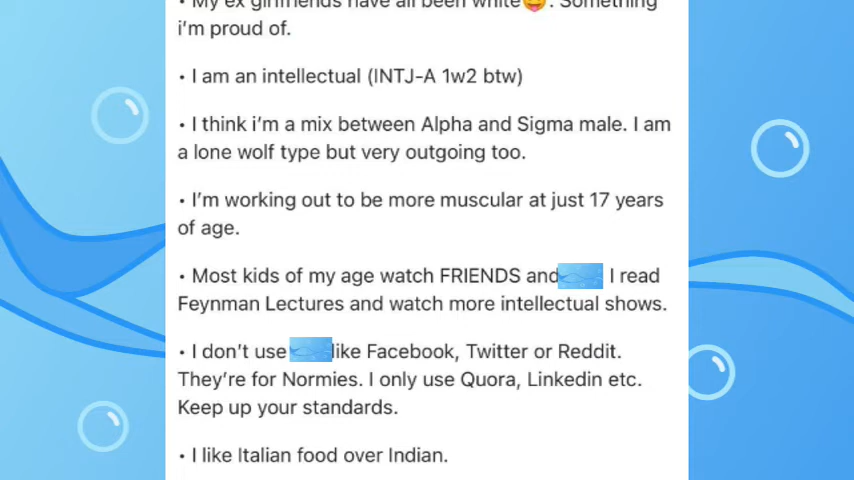 • My ex girlfriends have all been white😝. Something
i'm proud of.
• I am an intellectual (INTJ-A 1w2 btw)
• I think i'm a mix between Alpha and Sigma male. I am
a lone wolf type but very outgoing too.
• I'm working out to be more muscular at just 17 years
of age.
• Most kids of my age watch FRIENDS and I read
Feynman Lectures and watch more intellectual shows.
• I don't use like Facebook, Twitter or Reddit.
They're for Normies. I only use Quora, Linkedin etc.
Keep up your standards.
• I like Italian food over Indian.